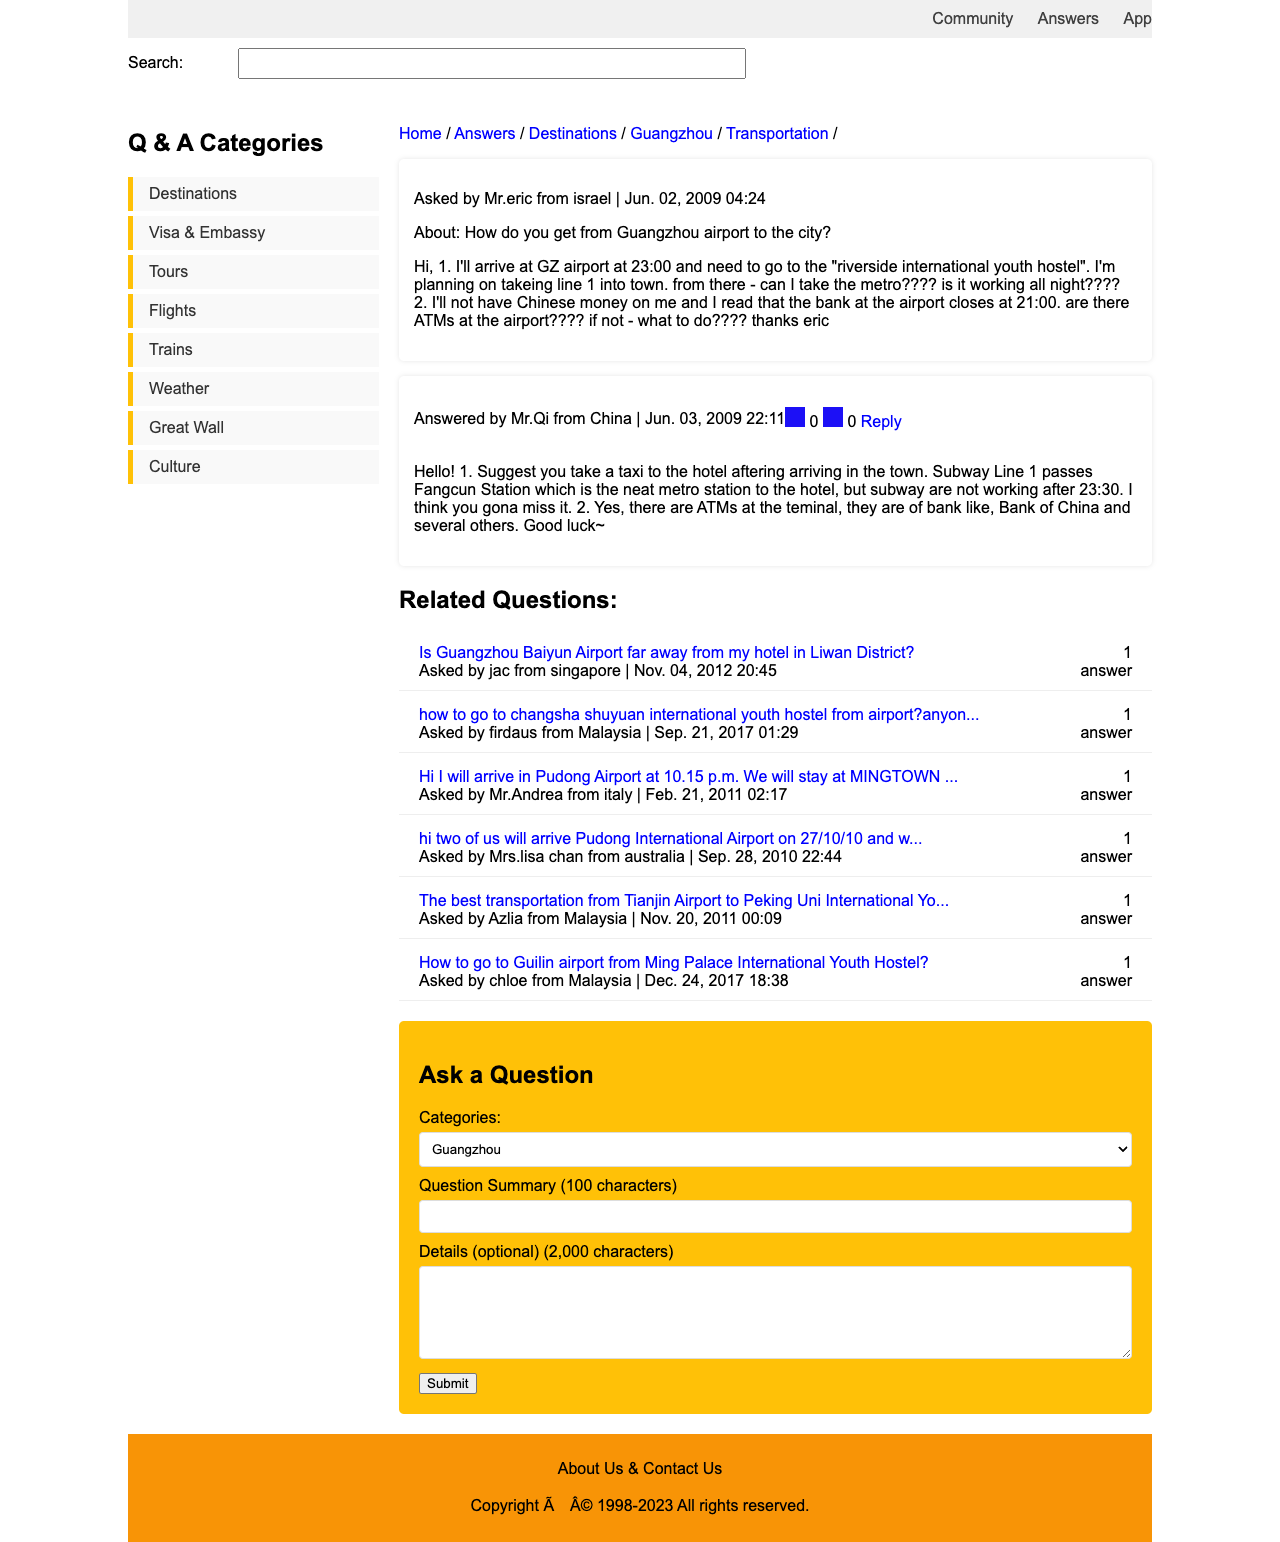 Community Answers App
Search:
Q & A Categories
Destinations
Visa & Embassy
Tours
Flights
Trains
Weather
Great Wall
Culture
Home / Answers / Destinations / Guangzhou / Transportation /
Asked by Mr.eric from israel | Jun. 02, 2009 04:24
About: How do you get from Guangzhou airport to the city?
Hi, 1. I'll arrive at GZ airport at 23:00 and need to go to the "riverside international youth hostel". I'm
planning on takeing line 1 into town. from there - can I take the metro???? is it working all night????
2. I'll not have Chinese money on me and I read that the bank at the airport closes at 21:00. are there
ATMs at the airport???? if not - what to do???? thanks eric
Answered by Mr.Qi from China | Jun. 03, 2009 22:11 0 0 Reply
Hello! 1. Suggest you take a taxi to the hotel aftering arriving in the town. Subway Line 1 passes
Fangcun Station which is the neat metro station to the hotel, but subway are not working after 23:30. I
think you gona miss it. 2. Yes, there are ATMs at the teminal, they are of bank like, Bank of China and
several others. Good luck~
Related Questions:
Is Guangzhou Baiyun Airport far away from my hotel in Liwan District? 1
Asked by jac from singapore | Nov. 04, 2012 20:45 answer
how to go to changsha shuyuan international youth hostel from airport?anyon... 1
Asked by firdaus from Malaysia | Sep. 21, 2017 01:29 answer
Hi I will arrive in Pudong Airport at 10.15 p.m. We will stay at MINGTOWN ... 1
Asked by Mr.Andrea from italy | Feb. 21, 2011 02:17 answer
hi two of us will arrive Pudong International Airport on 27/10/10 and w... 1
Asked by Mrs.lisa chan from australia | Sep. 28, 2010 22:44 answer
The best transportation from Tianjin Airport to Peking Uni International Yo... 1
Asked by Azlia from Malaysia | Nov. 20, 2011 00:09 answer
How to go to Guilin airport from Ming Palace International Youth Hostel? 1
Asked by chloe from Malaysia | Dec. 24, 2017 18:38 answer
Ask a Question
Categories:
Guangzhou
Question Summary (100 characters)
Details (optional) (2,000 characters)
Submit
About Us & Contact Us
Copyright Ã Â© 1998-2023 All rights reserved.